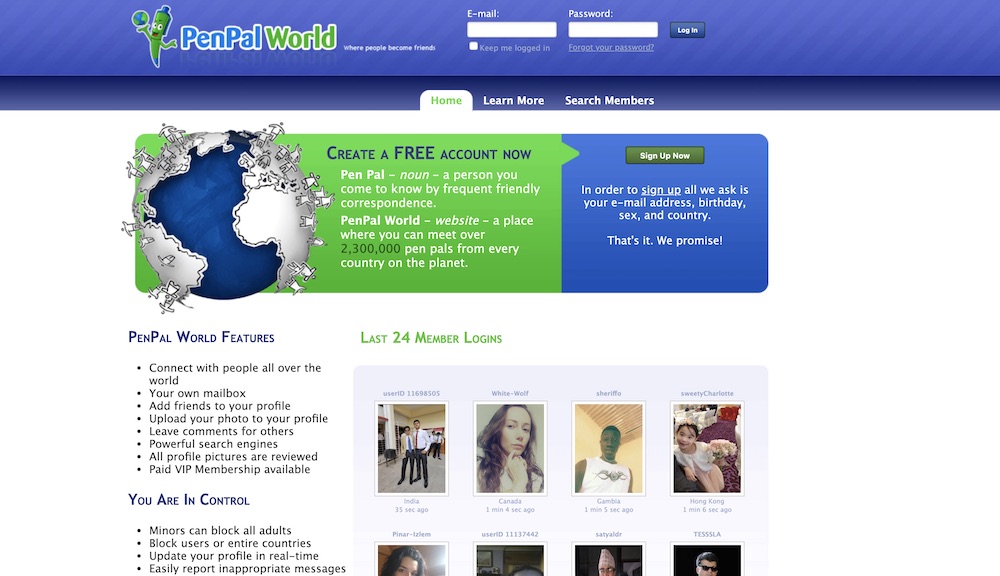 PenPal World
Where people become friends
E-mail:
Password:
Log In
Keep me logged in
Forgot your password?
Home
Learn More
Search Members
Create a FREE account now
Pen Pal - noun - a person you
come to know by frequent friendly
correspondence.
PenPal World - website - a place
where you can meet over
2,300,000 pen pals from every
country on the planet.
Sign Up Now
In order to sign up all we ask is
your e-mail address, birthday,
sex, and country.
That's it. We promise!
PenPal World Features
• Connect with people all over the
world
• Your own mailbox
• Add friends to your profile
• Upload your photo to your profile
• Leave comments for others
• Powerful search engines
• All profile pictures are reviewed
• Paid VIP Membership available
You Are In Control
• Minors can block all adults
• Block users or entire countries
• Update your profile in real-time
• Easily report inappropriate messages
Last 24 Member Logins
userID 11698505
White-Wolf
sheriffo
sweetyCharlotte
India
Canada
Gambia
Hong Kong
35 sec ago
1 min 4 sec ago
1 min 5 sec ago
1 min 6 sec ago
Pinar-Izlem
userID 11137442
satyaldr
TESSSLA